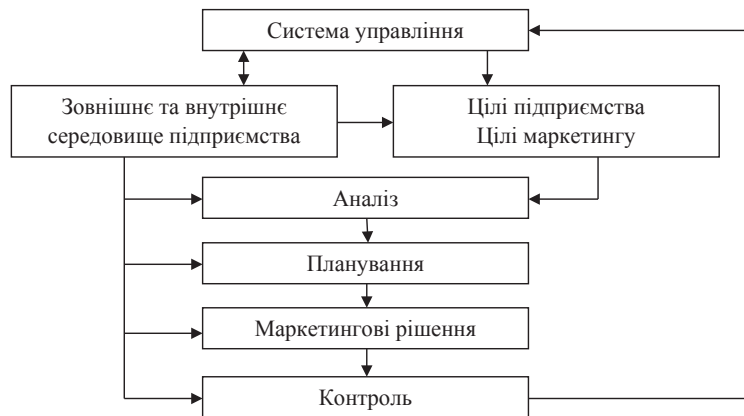 Система управління
Зовнішнє та внутрішнє
середовище підприємства
Цілі підприємства
Цілі маркетингу
Аналіз
Планування
Маркетингові рішення
Контроль